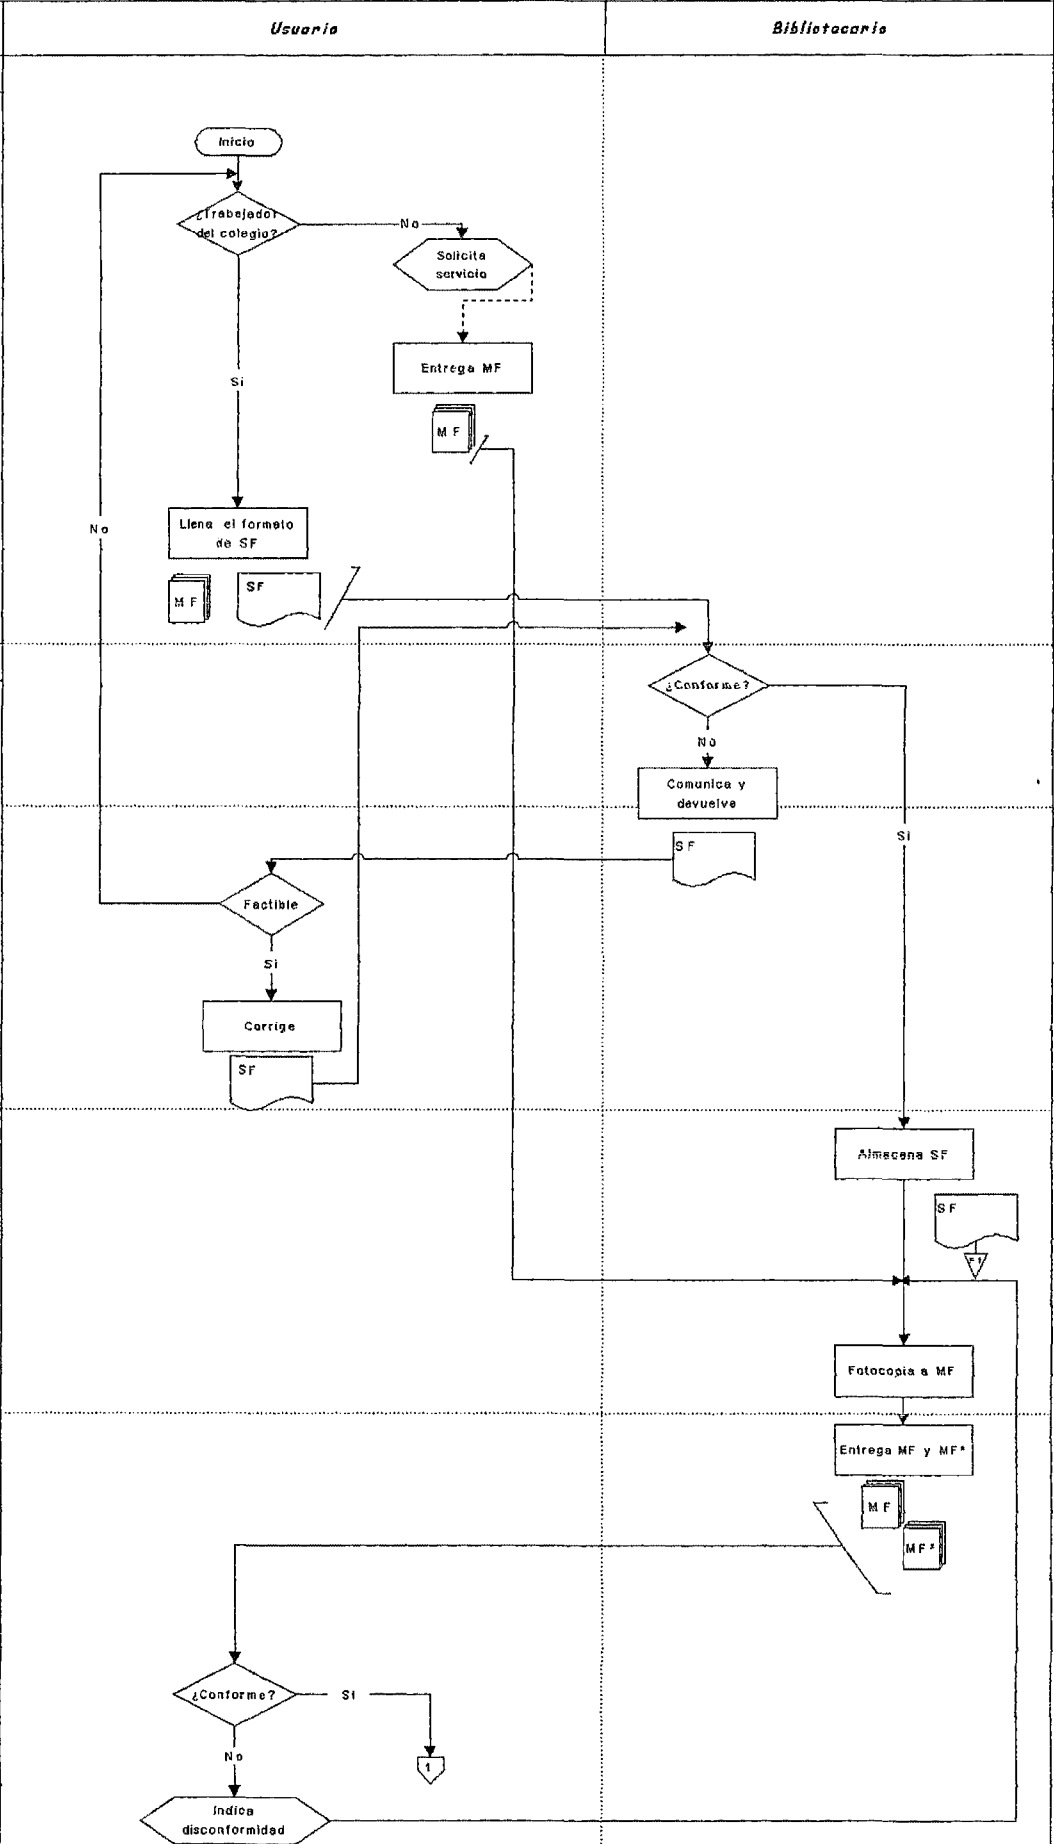 Usuario
Bibliotecario
Inicio
¿Trabajador
del colegio?
No
Solicita
servicio
Entrega MF
Si
MF
Llena el formato
de SF
No
MF
SF
¿Conforme?
No
Comunica y
devuelve
Si
SF
Factible
Si
Corrige
SF
Almacena SF
SF
Fotocopia a MF
Entrega MF y MF*
MF
MF*
¿Conforme?
Si
No
1
Indica
disconformidad